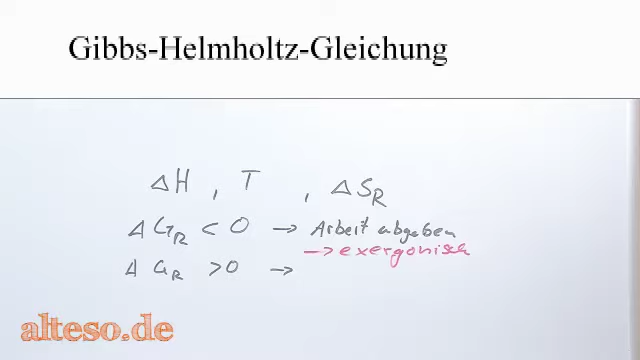 Gibbs-Helmholtz-Gleichung
ΔH , T , ΔS_R
ΔG_R < 0 → Arbeit abgeben
→ exergonisch
ΔG_R > 0 →
alteso.de